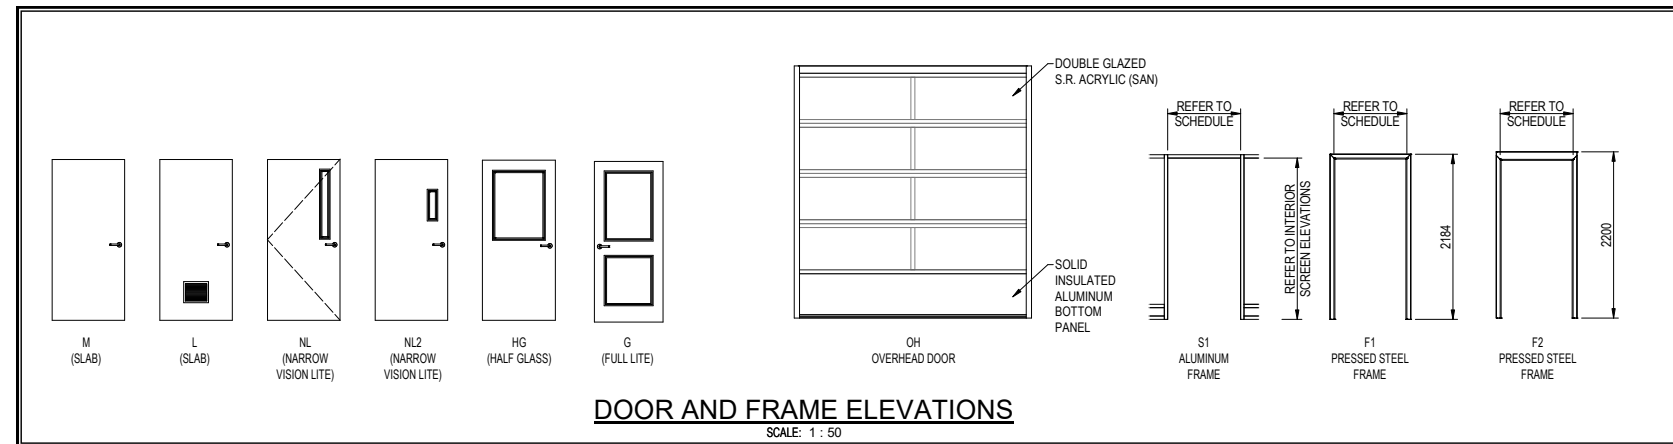 DOUBLE GLAZED
S.R. ACRYLIC (SAN)
SOLID
INSULATED
ALUMINUM
BOTTOM
PANEL
REFER TO
SCHEDULE
REFER TO INTERIOR
SCREEN ELEVATIONS
REFER TO
SCHEDULE
2184
REFER TO
SCHEDULE
2200
M
(SLAB)
L
(SLAB)
NL
(NARROW
VISION LITE)
NL2
(NARROW
VISION LITE)
HG
(HALF GLASS)
G
(FULL LITE)
OH
OVERHEAD DOOR
S1
ALUMINUM
FRAME
F1
PRESSED STEEL
FRAME
F2
PRESSED STEEL
FRAME
DOOR AND FRAME ELEVATIONS
SCALE: 1 : 50